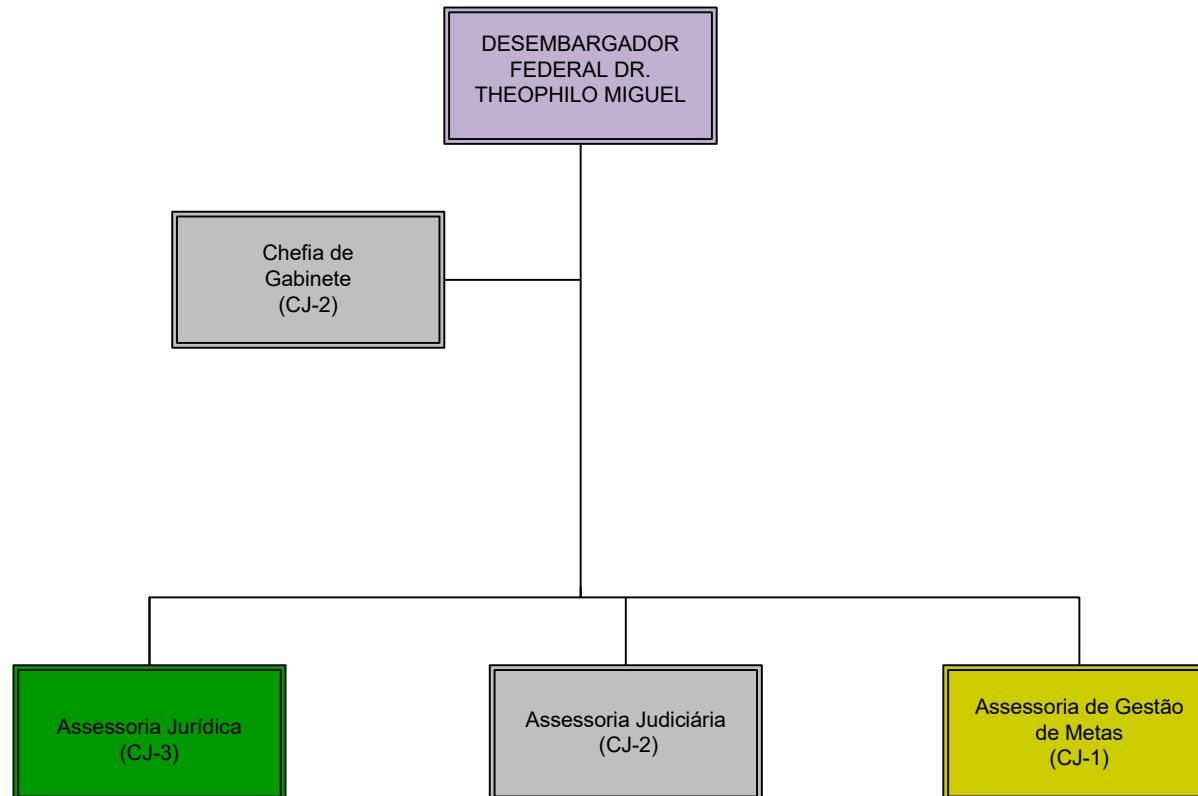 DESEMBARGADOR
FEDERAL DR.
THEOPHILO MIGUEL
Chefia de
Gabinete
(CJ-2)
Assessoria Jurídica
(CJ-3)
Assessoria Judiciária
(CJ-2)
Assessoria de Gestão
de Metas
(CJ-1)